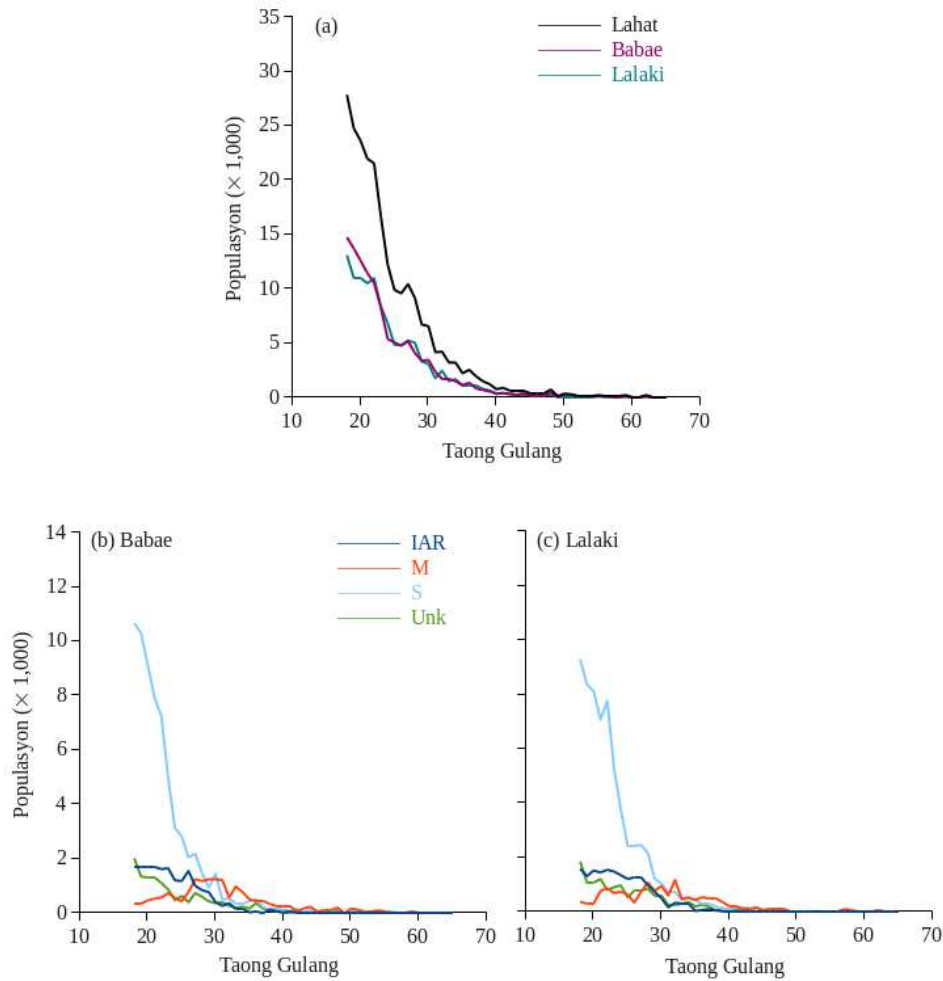 (a)
Lahat
Babae
Lalaki
35
30
25
20
15
10
5
0
Populasyon (× 1,000)
10 20 30 40 50 60 70
Taong Gulang
(b) Babae
IAR
M
S
Unk
14
12
10
8
6
4
2
0
Populasyon (× 1,000)
10 20 30 40 50 60 70
Taong Gulang
(c) Lalaki
10 20 30 40 50 60 70
Taong Gulang